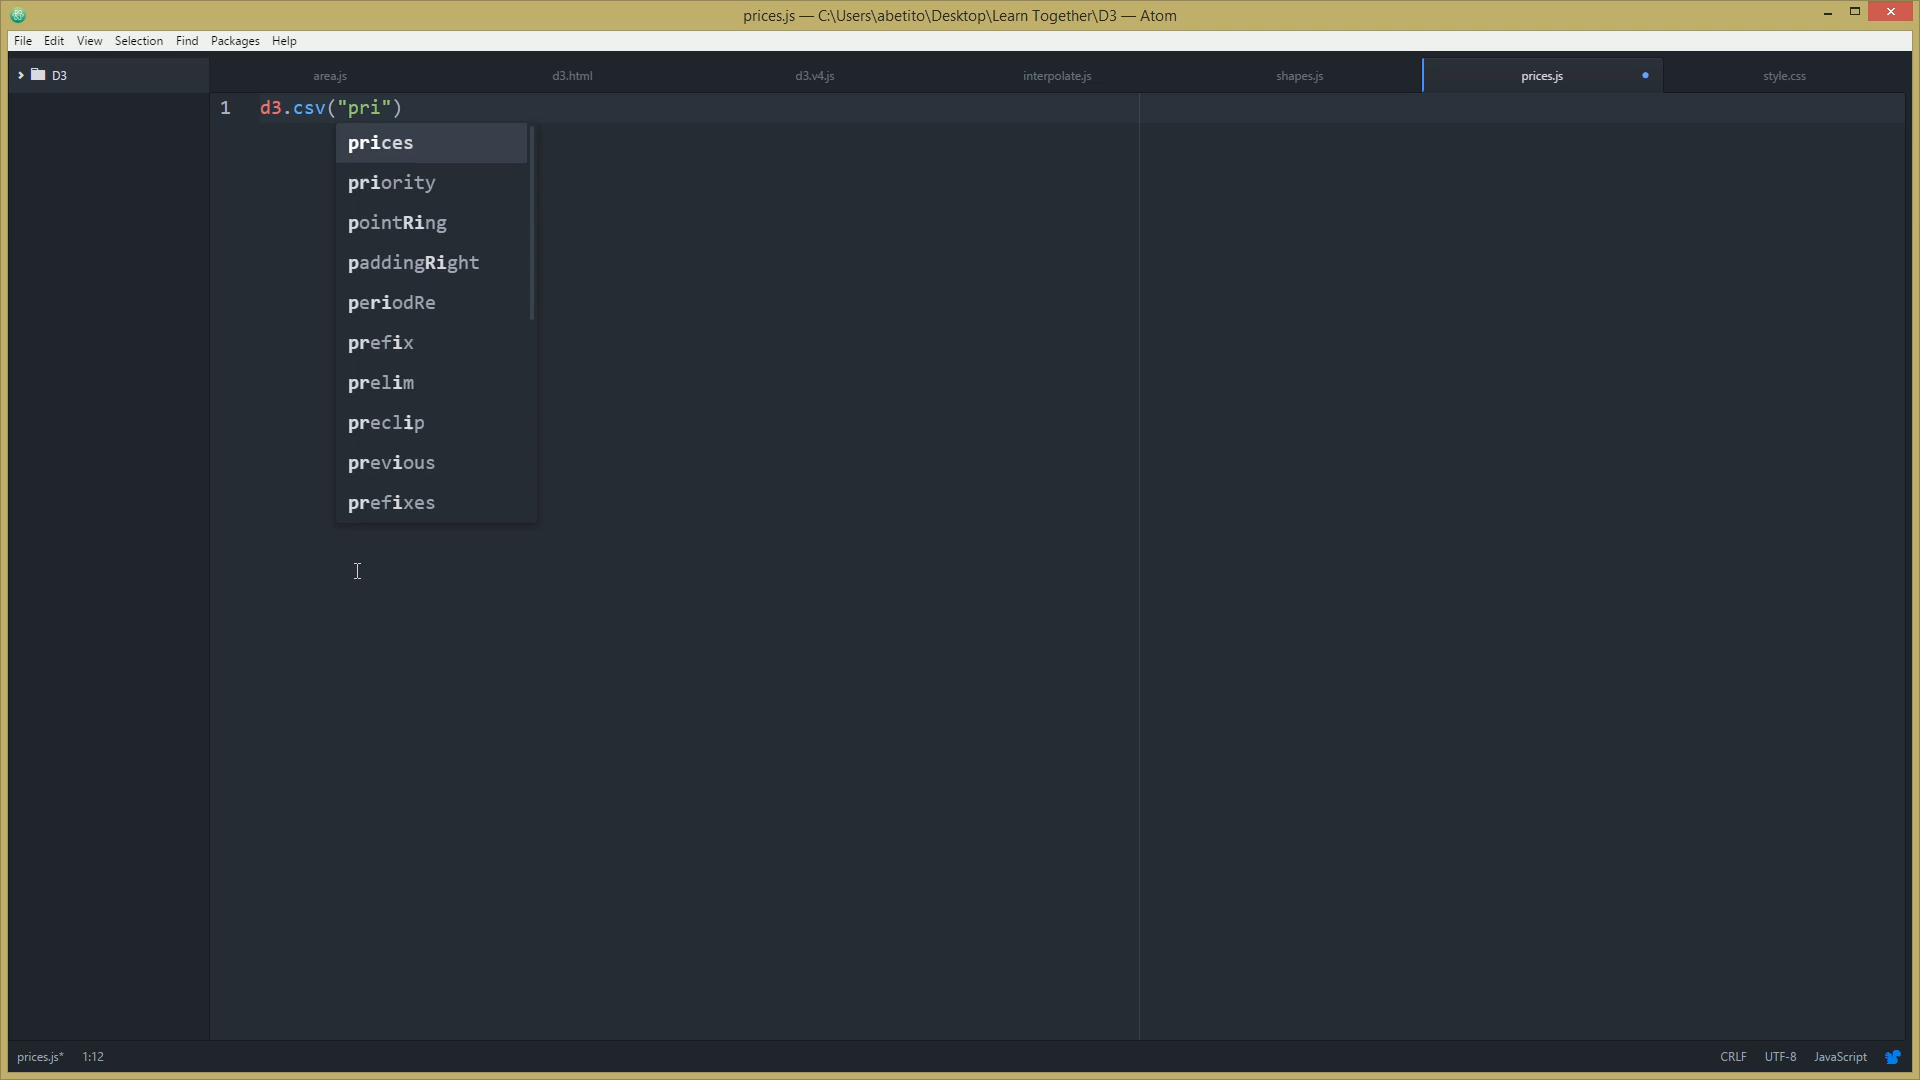 prices.js — C:\Users\abetito\Desktop\Learn Together\D3 — Atom
File Edit View Selection Find Packages Help
D3 area.js d3.html d3.v4.js interpolate.js shapes.js prices.js style.css
1 d3.csv("pri")
prices
priority
pointRing
paddingRight
periodRe
prefix
prelim
preclip
previous
prefixes
prices.js* 1:12 CRLF UTF-8 JavaScript